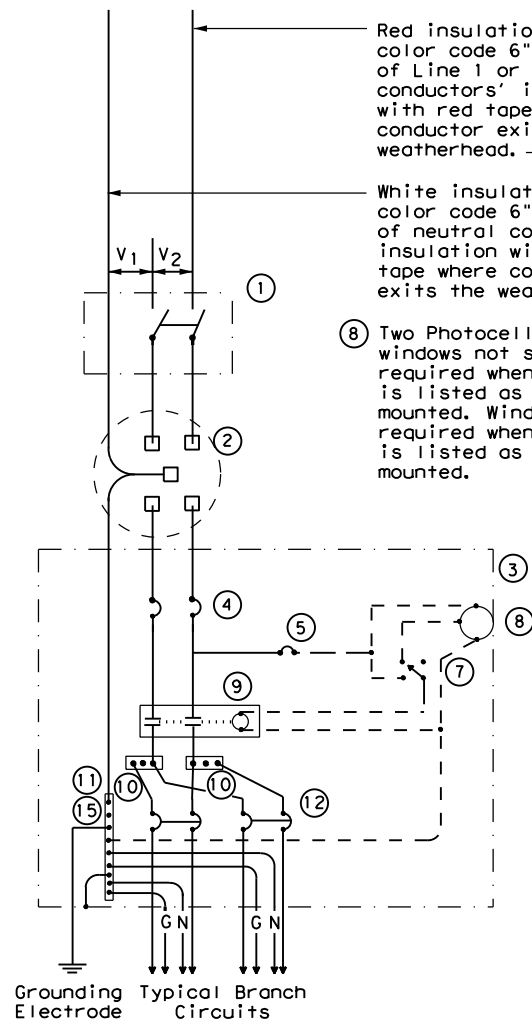 Red insulatio
color code 6"
of Line 1 or
conductors' i
with red tape
conductor exi
weatherhead.
White insulat
color code 6"
of neutral co
insulation wi
tape where co
exits the wea
V1
V2
1
8 Two Photocell
windows not s
required when
is listed as
mounted. Wind
required when
is listed as
mounted.
2
3
4
5
8
7
9
11
10
10
12
15
G N
G N
Grounding
Electrode
Typical Branch
Circuits